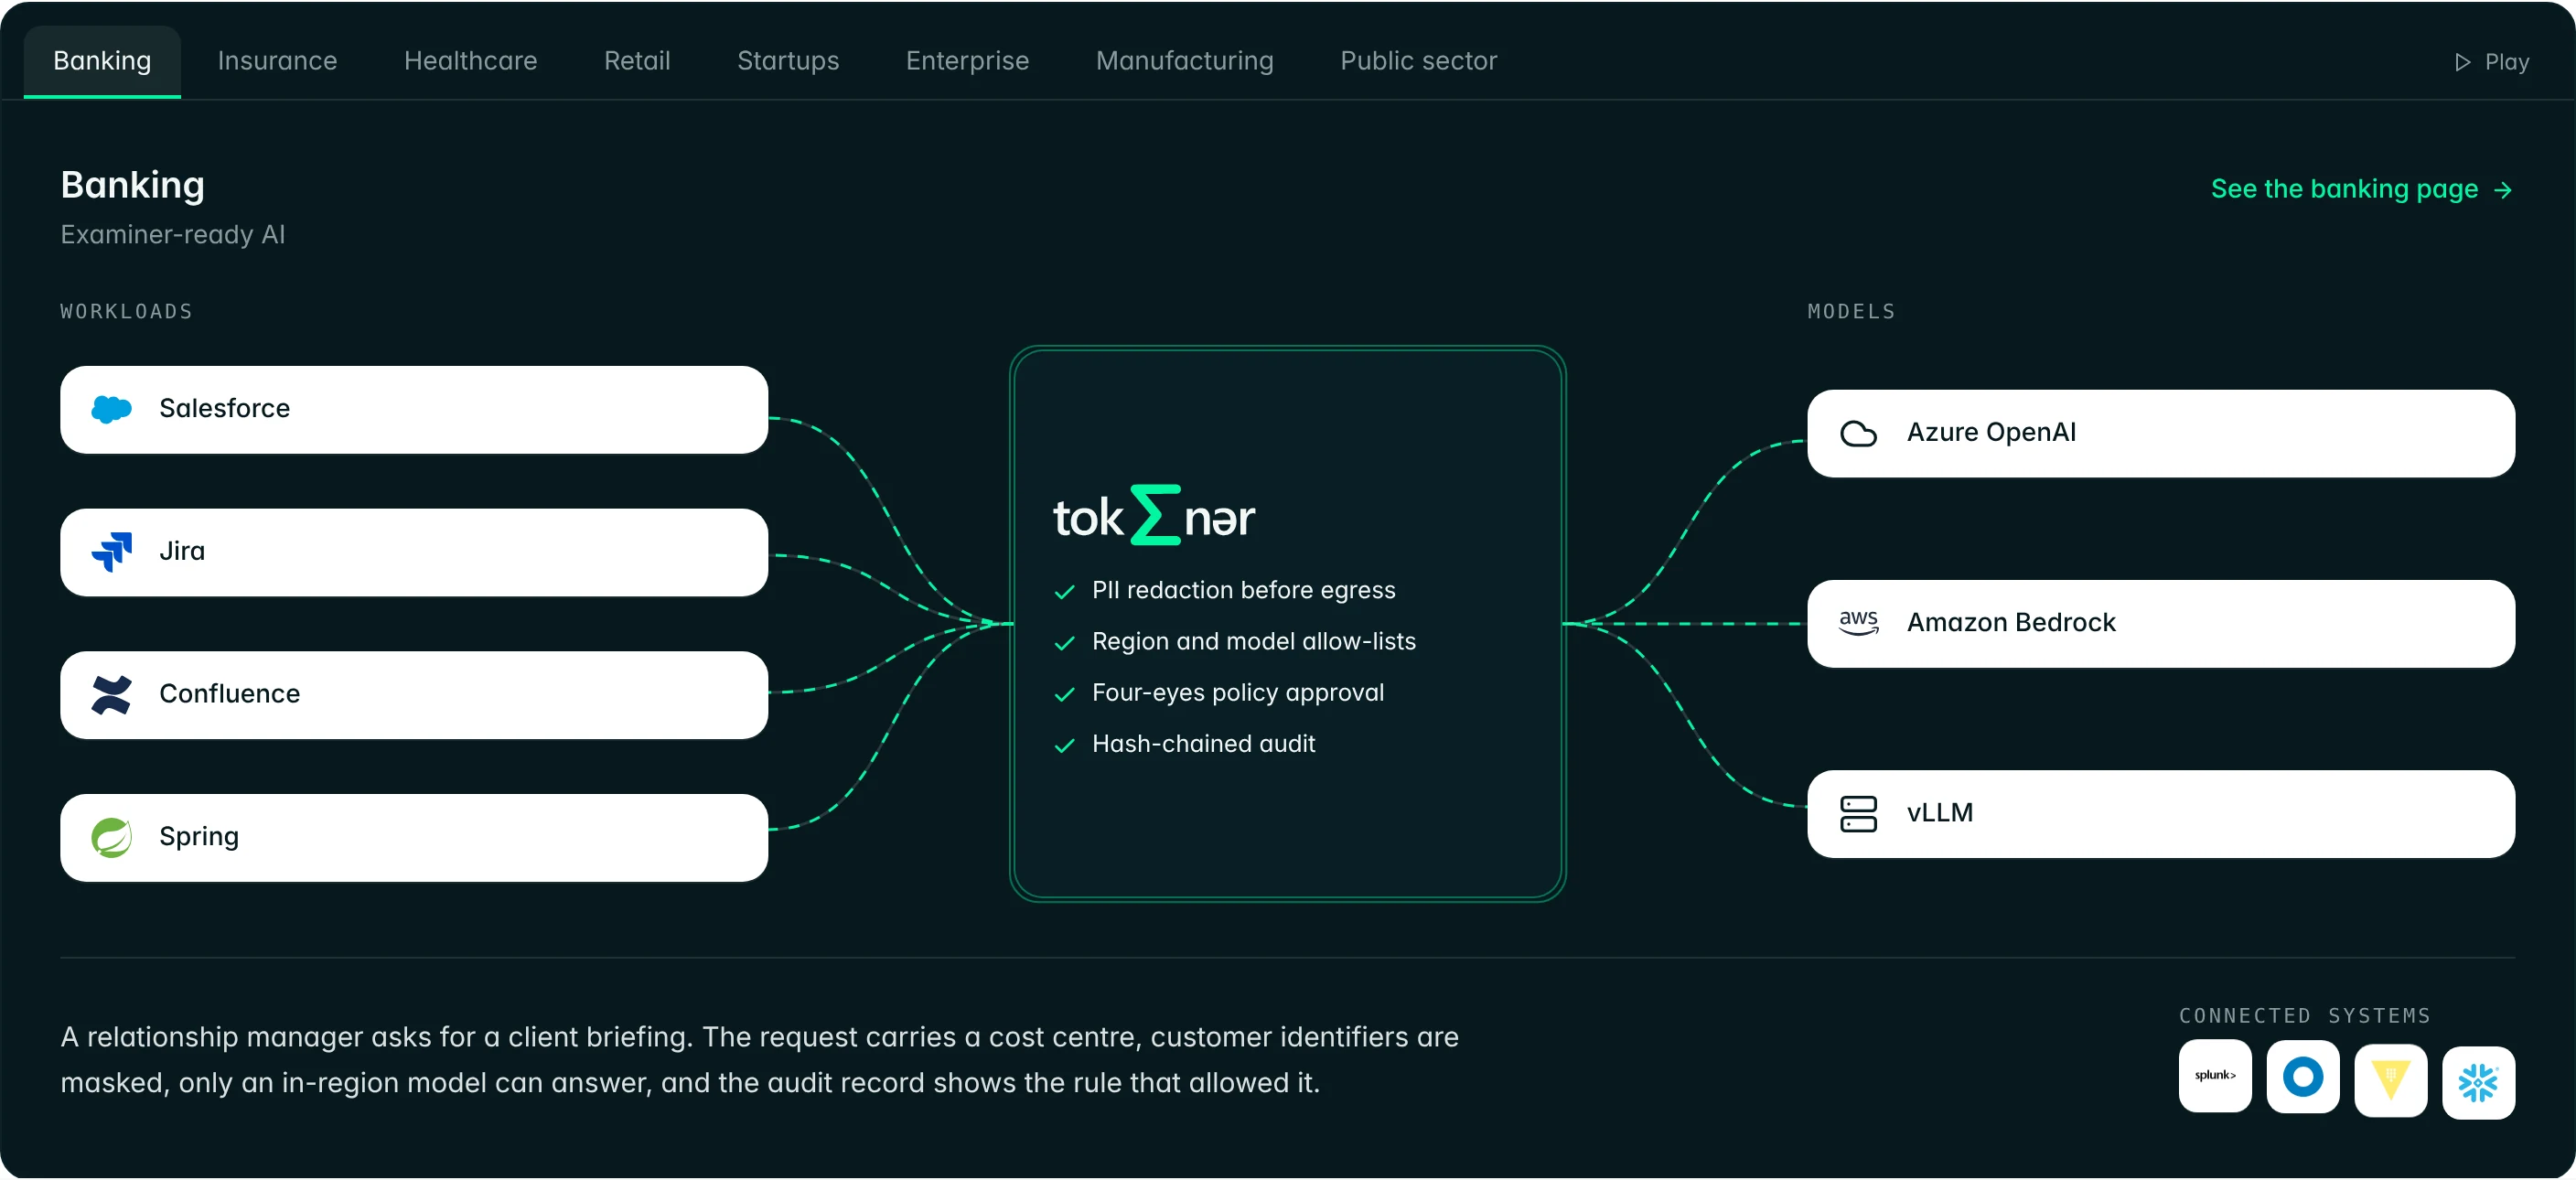 Banking
Insurance
Healthcare
Retail
Startups
Enterprise
Manufacturing
Public sector
Play
Banking
See the banking page →
Examiner-ready AI
WORKLOADS
MODELS
Salesforce
Jira
Confluence
Spring
tokΣnər
PII redaction before egress
Region and model allow-lists
Four-eyes policy approval
Hash-chained audit
Azure OpenAI
aws
Amazon Bedrock
vLLM
A relationship manager asks for a client briefing. The request carries a cost centre, customer identifiers are
masked, only an in-region model can answer, and the audit record shows the rule that allowed it.
CONNECTED SYSTEMS
splunk>